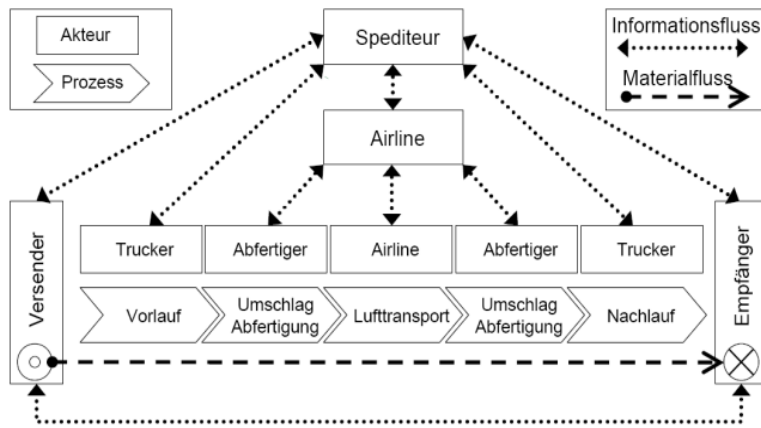 Akteur
Prozess
Spediteur
Informationsfluss
Materialfluss
Airline
Versender
Trucker
Abfertiger
Airline
Abfertiger
Trucker
Empfänger
Vorlauf
Umschlag
Abfertigung
Lufttransport
Umschlag
Abfertigung
Nachlauf